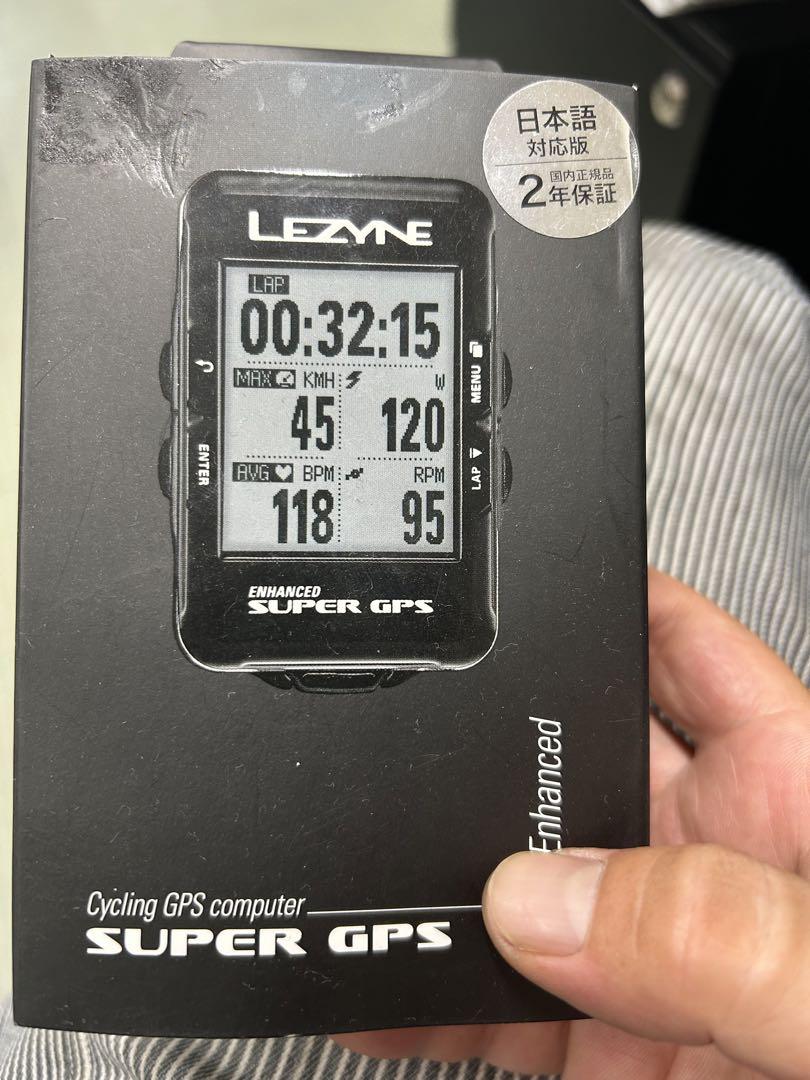 日本語
対応版
国内正規品
2年保証
LEZYNE
LAP
00:32:15
MAX KMH
W
45
120
AVG BPM
RPM
118
95
ENTER
MENU
LAP
ENHANCED
SUPER GPS
Enhanced
Cycling GPS computer
SUPER GPS